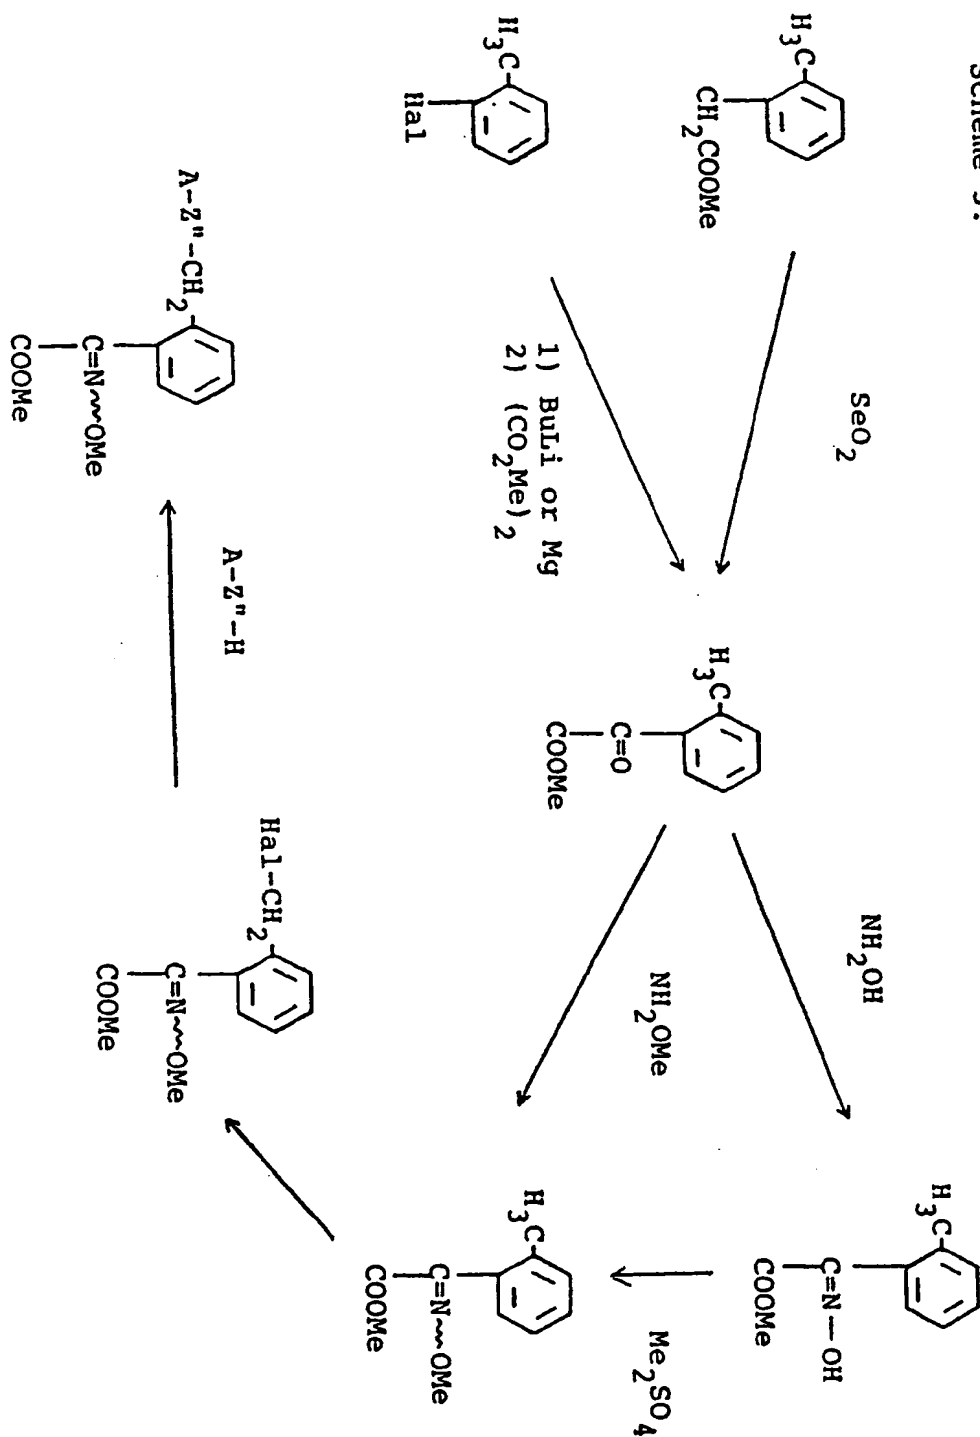 Scheme
H₃C
C=N—OH
COOMe
NH₂OH
SeO₂
H₃C
CH₂COOMe
H₃C
C=O
COOMe
NH₂OMe
Me₂SO₄
1) BuLi or Mg
2) (CO₂Me)₂
H₃C
Hal
H₃C
C=N~OMe
COOMe
Hal-CH₂
C=N~OMe
COOMe
A-Z"-H
A-Z"-CH₂
C=N~OMe
COOMe